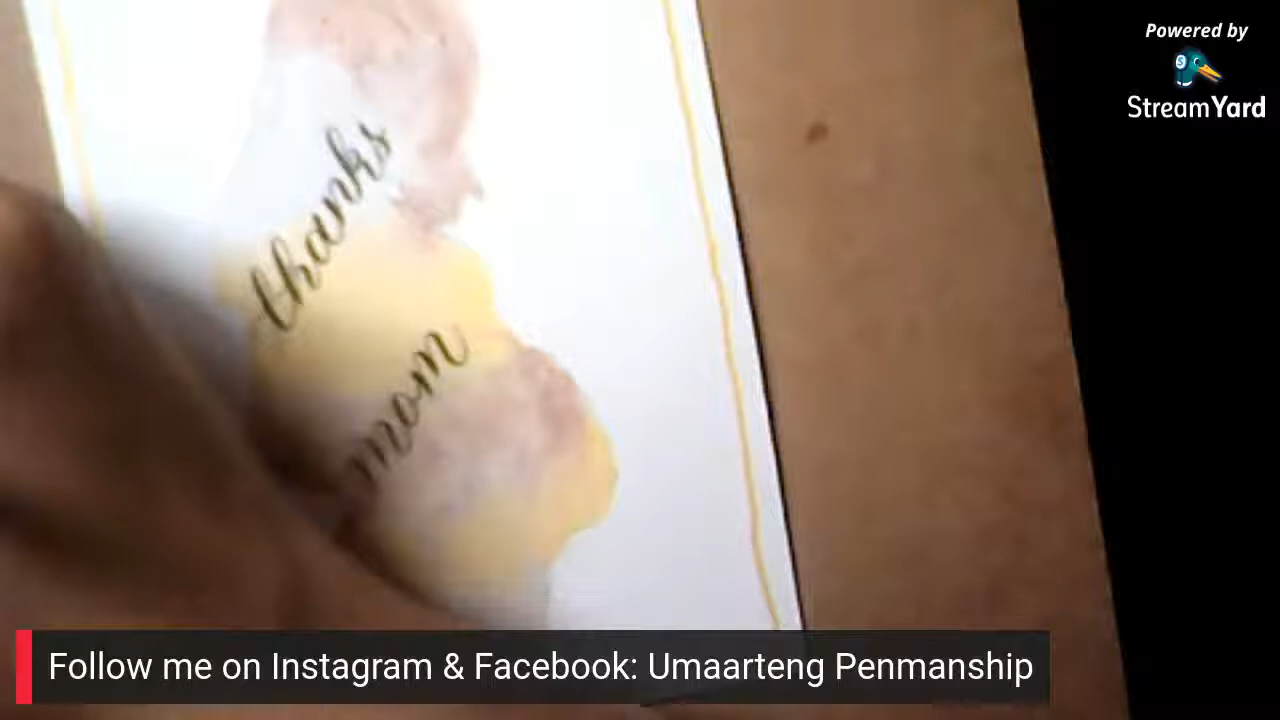 Powered by
StreamYard
thanks
mom
Follow me on Instagram & Facebook: Umaarteng Penmanship